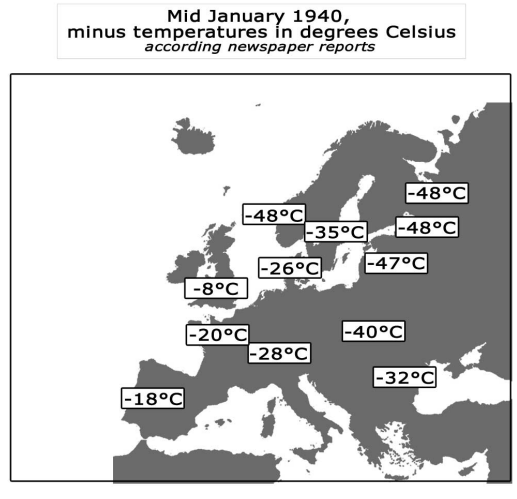 Mid January 1940,
minus temperatures in degrees Celsius
according newspaper reports
-48°C
-48°C
-48°C
-35°C
-26°C
-47°C
-8°C
-20°C
-40°C
-28°C
-32°C
-18°C